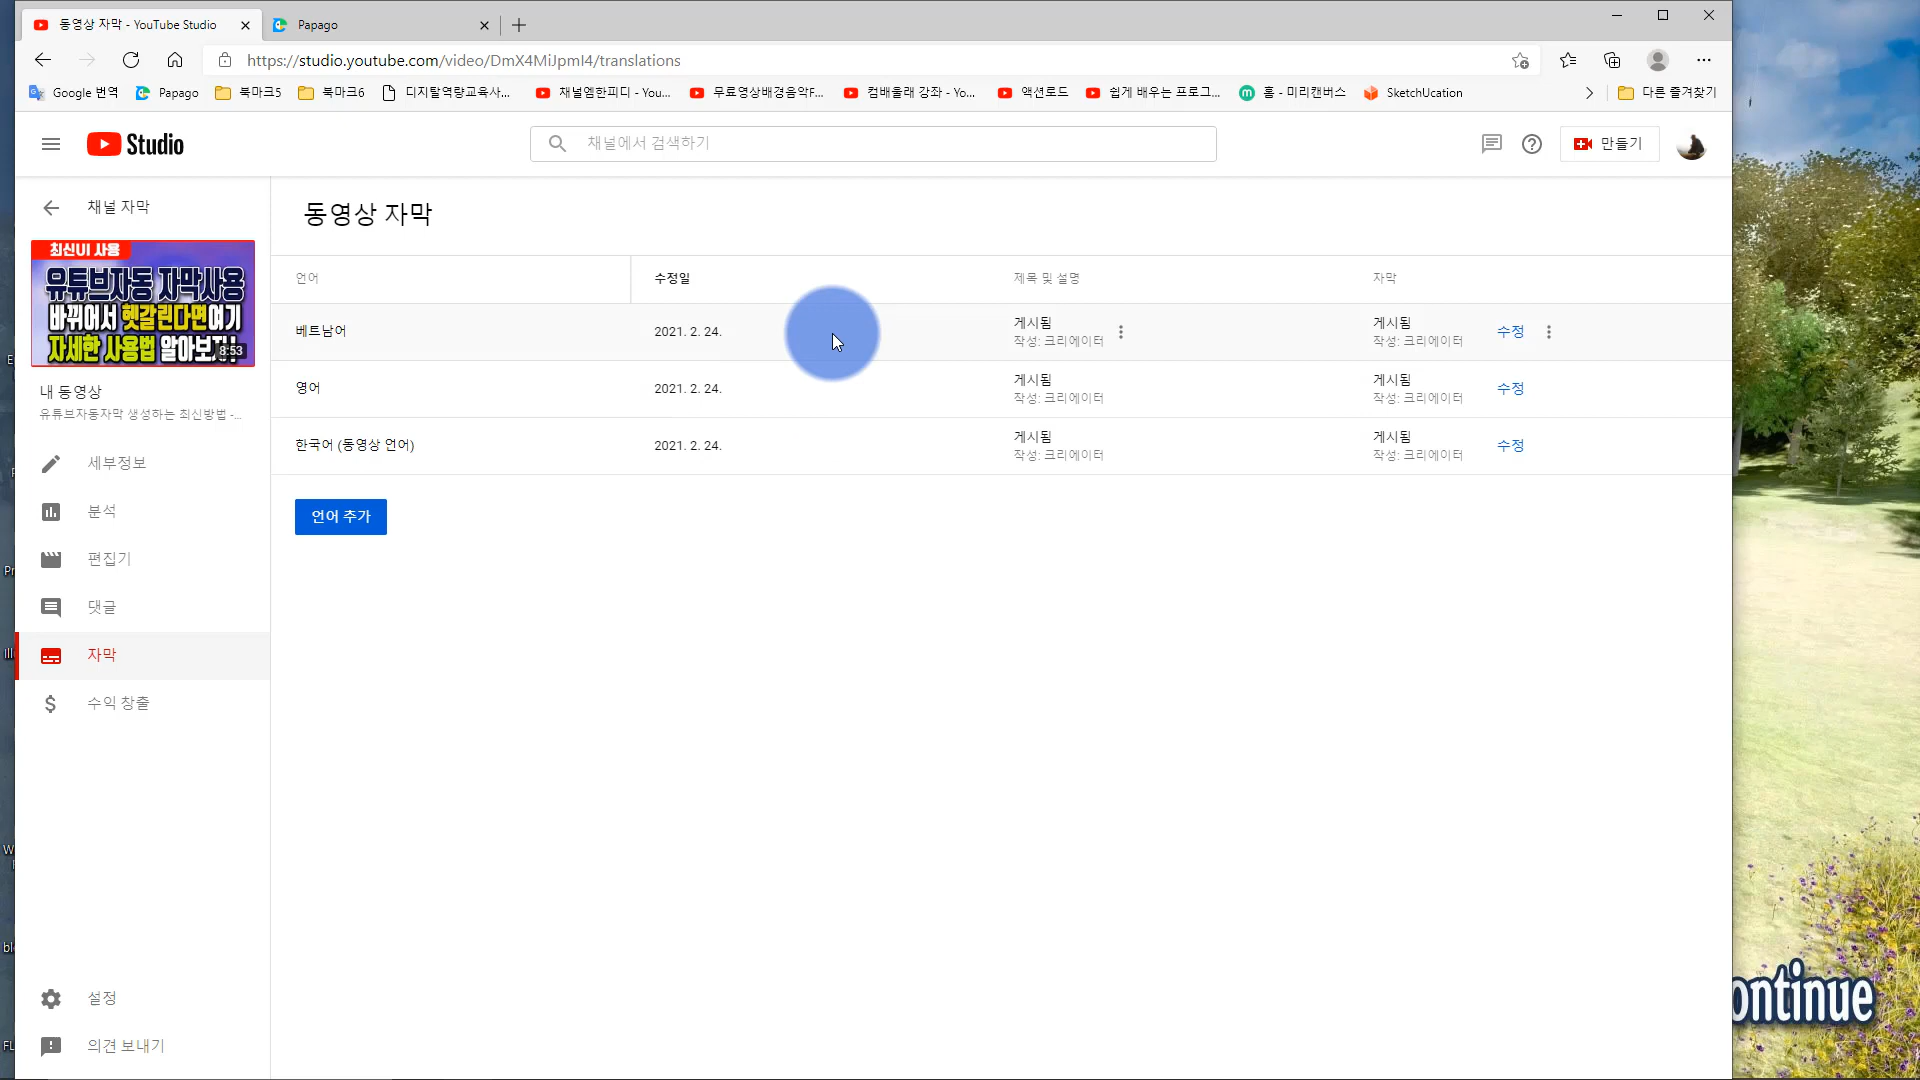 동영상 자막 - YouTube Studio
Papago
https://studio.youtube.com/video/DmX4MiJpmI4/translations
Google 번역
Papago
북마크5
북마크6
디지탈역량교육사...
채널엠한피디 - You...
무료영상배경음악F...
컴배울래 강좌 - Yo...
액션로드
쉽게 배우는 프로그...
홈 - 미리캔버스
SketchUcation
다른 즐겨찾기
Studio
채널에서 검색하기
만들기
채널 자막
최신UI 사용
유튜브자동 자막사용
바뀌어서 헷갈린다면여기
자세한 사용법 알아보자!
8:53
내 동영상
유튜브자동자막 생성하는 최신방법 -...
세부정보
분석
편집기
댓글
자막
수익 창출
설정
의견 보내기
동영상 자막
언어 수정일 제목 및 설명 자막
베트남어 2021. 2. 24. 게시됨 게시됨 수정
작성: 크리에이터 작성: 크리에이터
영어 2021. 2. 24. 게시됨 게시됨 수정
작성: 크리에이터 작성: 크리에이터
한국어 (동영상 언어) 2021. 2. 24. 게시됨 게시됨 수정
작성: 크리에이터 작성: 크리에이터
언어 추가
ontinue